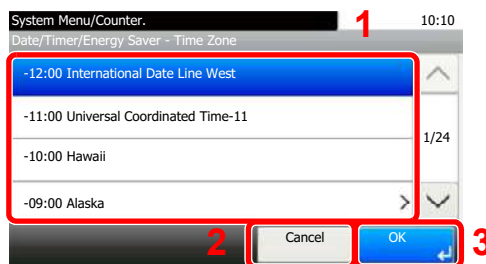 System Menu/Counter.
1
10:10
Date/Timer/Energy Saver - Time Zone
-12:00 International Date Line West
-11:00 Universal Coordinated Time-11
1/24
-10:00 Hawaii
-09:00 Alaska
2
Cancel
OK
3